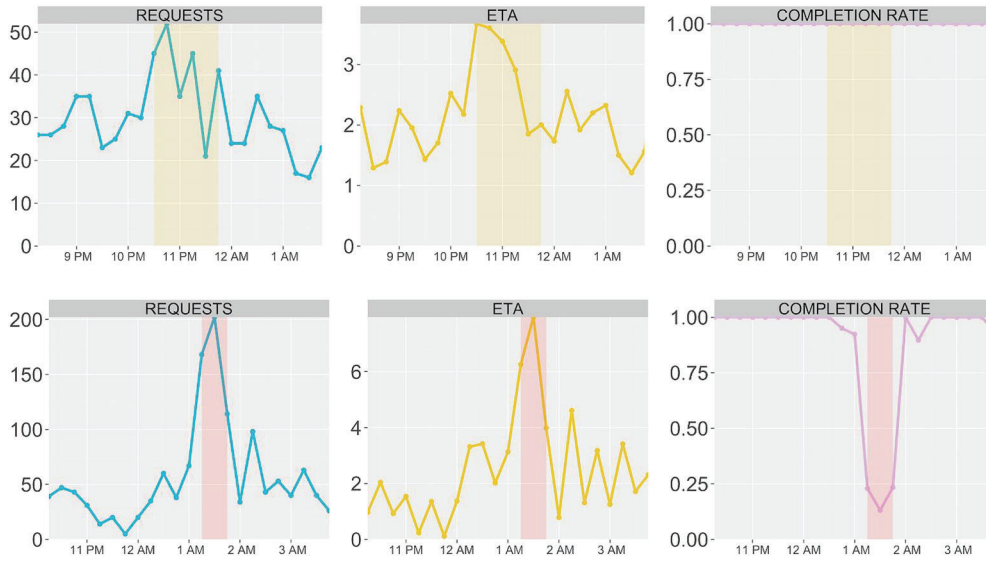 REQUESTS
50
40
30
20
10
0
9 PM 10 PM 11 PM 12 AM 1 AM
ETA
3
2
1
0
9 PM 10 PM 11 PM 12 AM 1 AM
COMPLETION RATE
1.00
0.75
0.50
0.25
0.00
9 PM 10 PM 11 PM 12 AM 1 AM
REQUESTS
200
150
100
50
0
11 PM 12 AM 1 AM 2 AM 3 AM
ETA
6
4
2
0
11 PM 12 AM 1 AM 2 AM 3 AM
COMPLETION RATE
1.00
0.75
0.50
0.25
0.00
11 PM 12 AM 1 AM 2 AM 3 AM